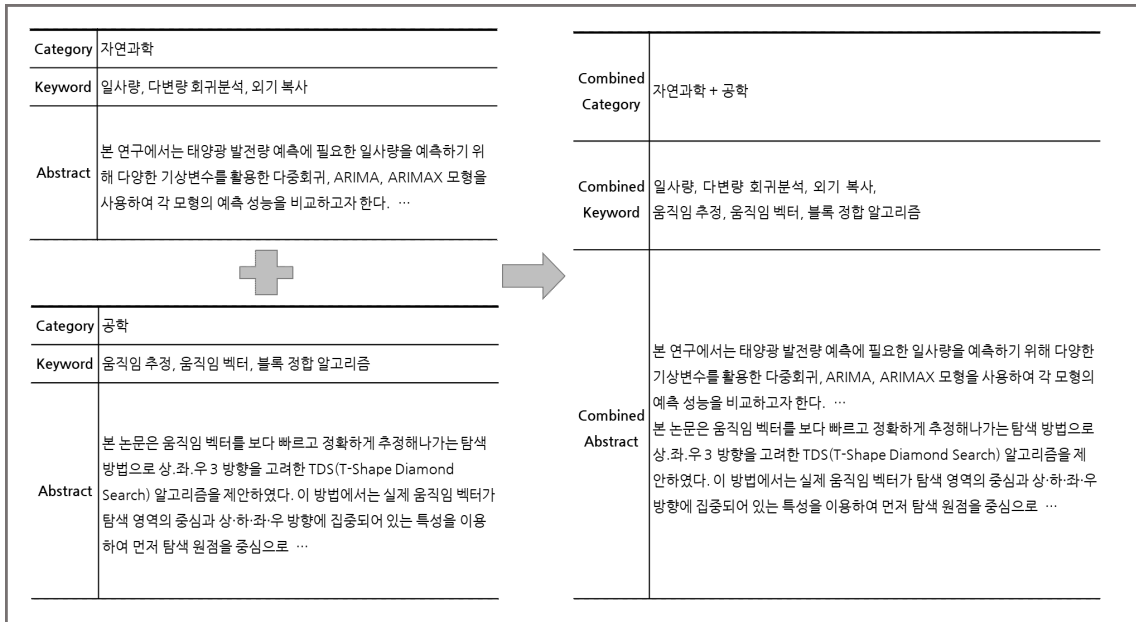 Category 자연과학
Keyword 일사량, 다변량 회귀분석, 외기 복사
Abstract
본 연구에서는 태양광 발전량 예측에 필요한 일사량을 예측하기 위
해 다양한 기상변수를 활용한 다중회귀, ARIMA, ARIMAX 모형을
사용하여 각 모형의 예측 성능을 비교하고자 한다. …
Category 공학
Keyword 움직임 추정, 움직임 벡터, 블록 정합 알고리즘
Abstract
본 논문은 움직임 벡터를 보다 빠르고 정확하게 추정해나가는 탐색
방법으로 상.좌.우 3 방향을 고려한 TDS(T-Shape Diamond
Search) 알고리즘을 제안하였다. 이 방법에서는 실제 움직임 벡터가
탐색 영역의 중심과 상·하·좌·우 방향에 집중되어 있는 특성을 이용
하여 먼저 탐색 원점을 중심으로 …
Combined
Category
자연과학 + 공학
Combined
Keyword
일사량, 다변량 회귀분석, 외기 복사,
움직임 추정, 움직임 벡터, 블록 정합 알고리즘
Combined
Abstract
본 연구에서는 태양광 발전량 예측에 필요한 일사량을 예측하기 위해 다양한
기상변수를 활용한 다중회귀, ARIMA, ARIMAX 모형을 사용하여 각 모형의
예측 성능을 비교하고자 한다. …
본 논문은 움직임 벡터를 보다 빠르고 정확하게 추정해나가는 탐색 방법으로
상.좌.우 3 방향을 고려한 TDS(T-Shape Diamond Search) 알고리즘을 제
안하였다. 이 방법에서는 실제 움직임 벡터가 탐색 영역의 중심과 상·하·좌·우
방향에 집중되어 있는 특성을 이용하여 먼저 탐색 원점을 중심으로 …